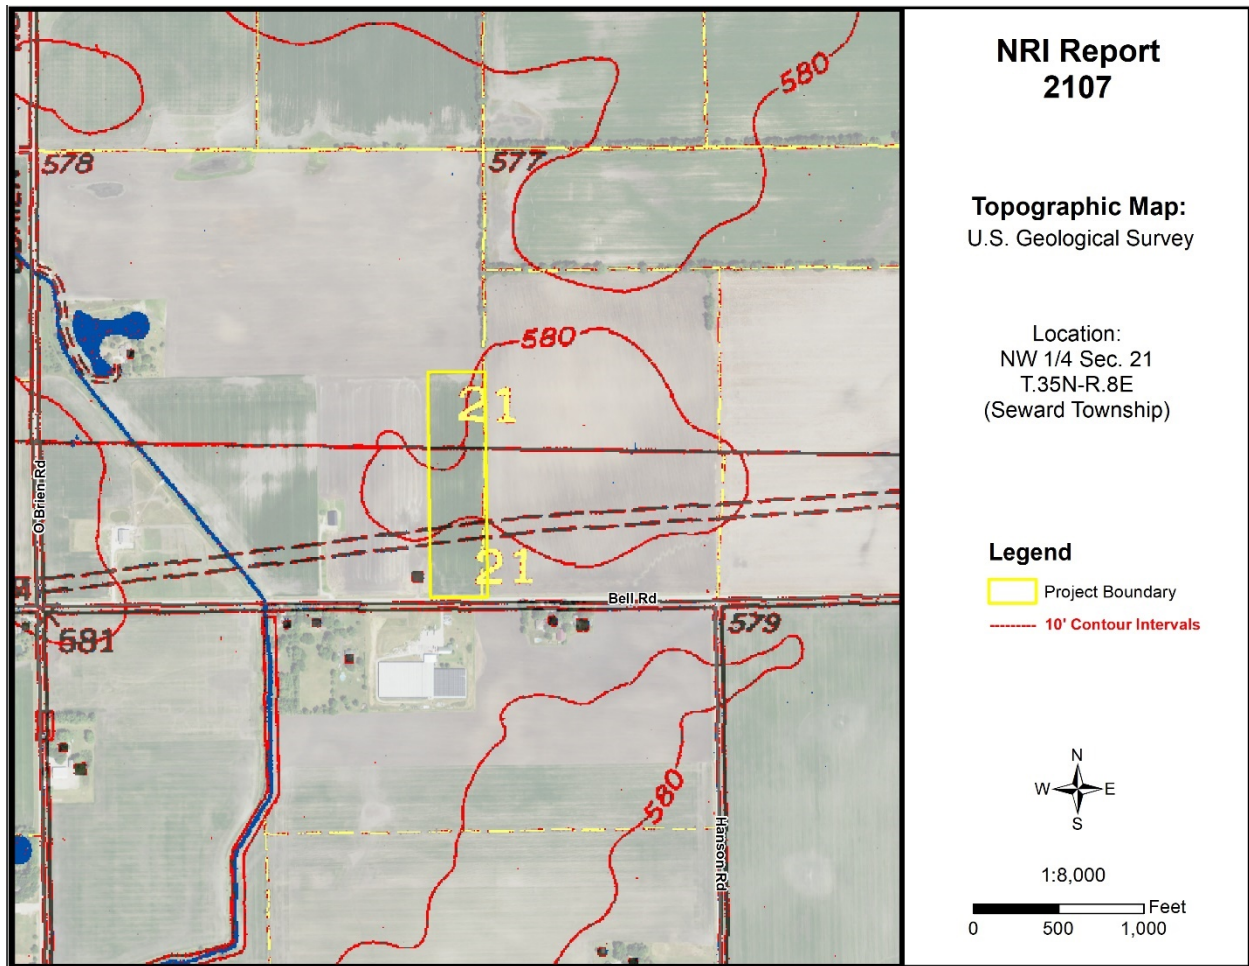 580
578
577
580
21
O'Brien Rd
21
Bell Rd
579
681
580
Hanson Rd
NRI Report
2107
Topographic Map:
U.S. Geological Survey
Location:
NW 1/4 Sec. 21
T.35N-R.8E
(Seward Township)
Legend
Project Boundary
10' Contour Intervals
N
W E
S
1:8,000
Feet
0 500 1,000